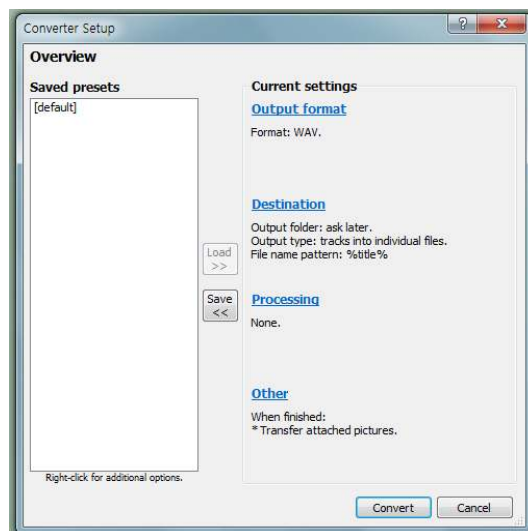 Converter Setup
Overview
Saved presets
[default]
Load
>>
Save
<<
Right-click for additional options.
Current settings
Output format
Format: WAV.
Destination
Output folder: ask later.
Output type: tracks into individual files.
File name pattern: %title%
Processing
None.
Other
When finished:
* Transfer attached pictures.
Convert
Cancel